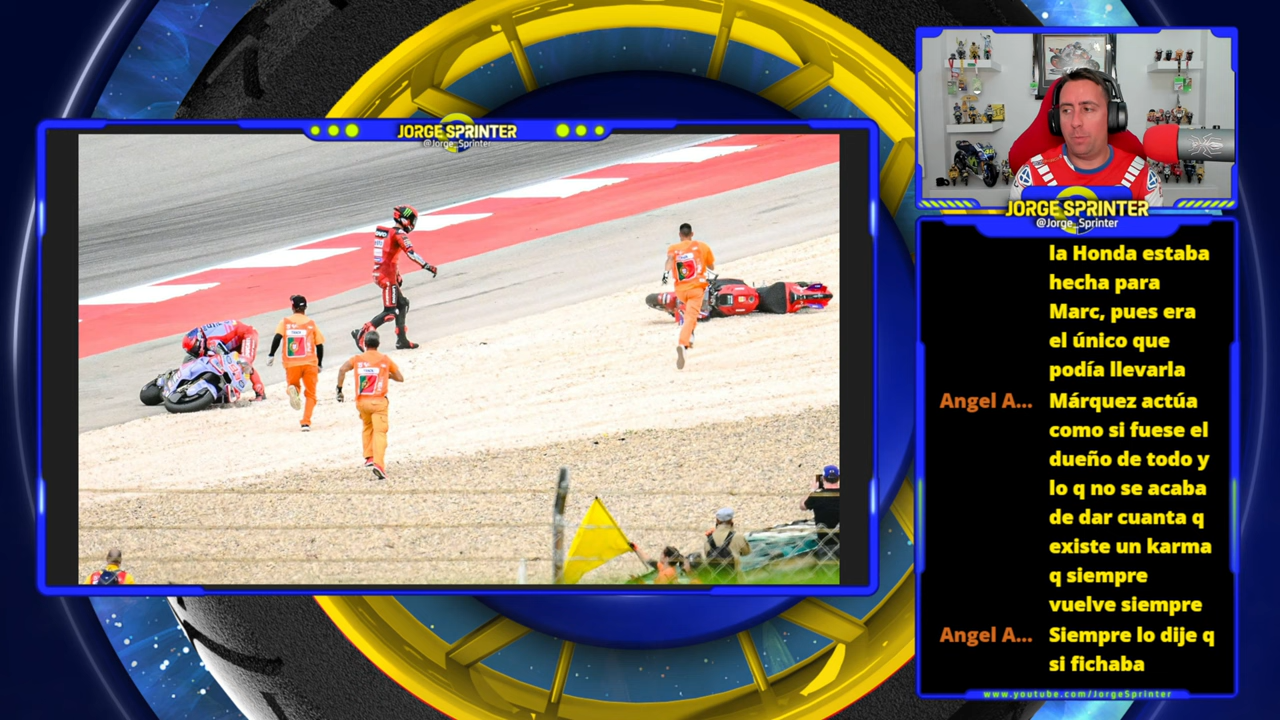 JORGE SPRINTER
@Jorge_Sprinter
JORGE SPRINTER
@Jorge_Sprinter
la Honda estaba
hecha para
Marc, pues era
el único que
podía llevarla
Angel A... Márquez actúa
como si fuese el
dueño de todo y
lo q no se acaba
de dar cuanta q
existe un karma
q siempre
vuelve siempre
Angel A... Siempre lo dije q
si fichaba
www.youtube.com/JorgeSprinter